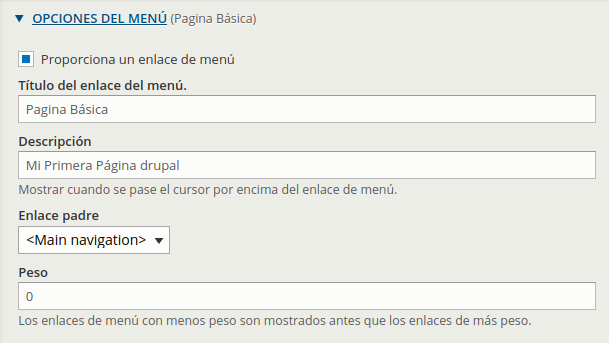 OPCIONES DEL MENÚ (Pagina Básica)
Proporciona un enlace de menú
Título del enlace del menú.
Pagina Básica
Descripción
Mi Primera Página drupal
Mostrar cuando se pase el cursor por encima del enlace de menú.
Enlace padre
<Main navigation>
Peso
0
Los enlaces de menú con menos peso son mostrados antes que los enlaces de más peso.